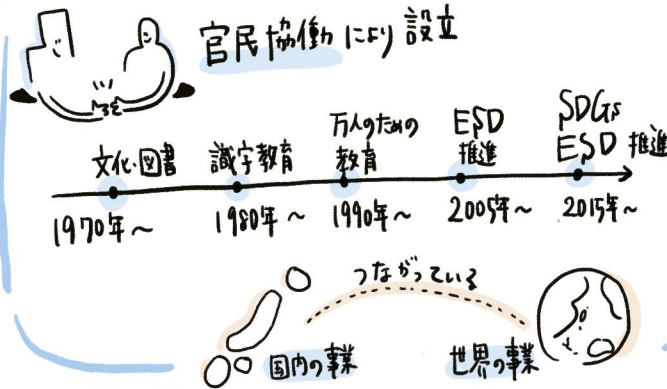 官民協働により設立
文化・図書
識字教育
万人のための
教育
ESD
推進
SDGs
ESD 推進
1970年〜
1980年〜
1990年〜
2005年〜
2015年〜
つながっている
国内の事業
世界の事業